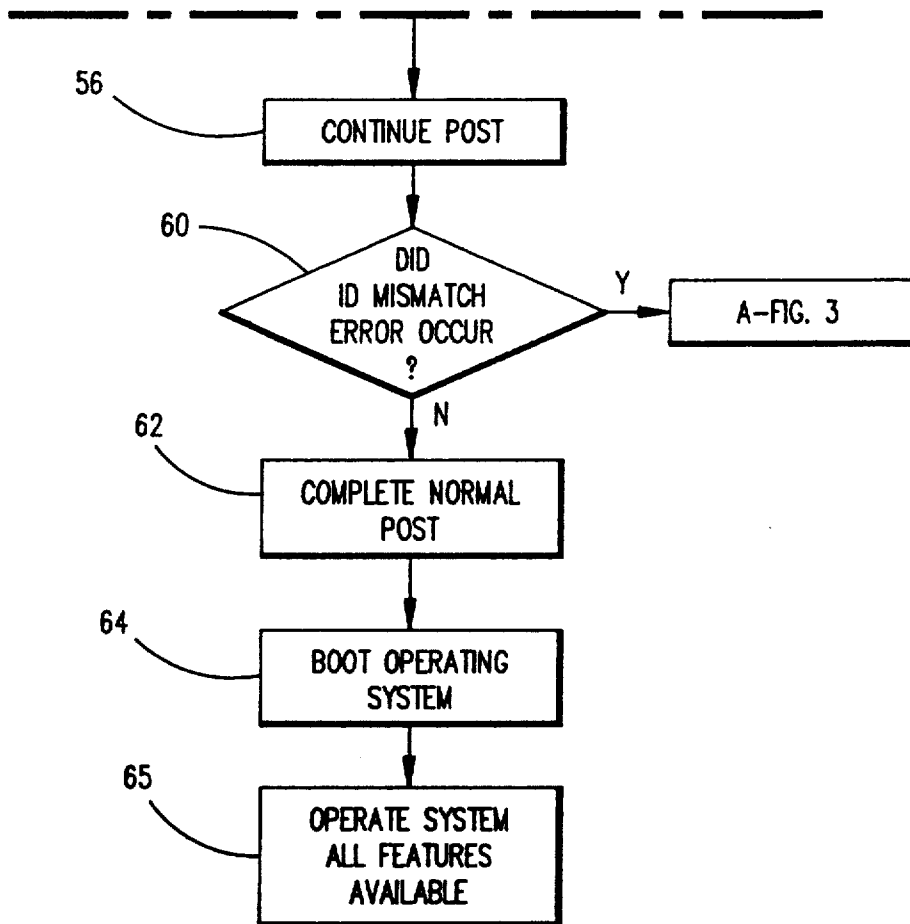 56
CONTINUE POST
60
DID
ID MISMATCH
ERROR OCCUR
?
Y
A-FIG. 3
N
62
COMPLETE NORMAL
POST
64
BOOT OPERATING
SYSTEM
65
OPERATE SYSTEM
ALL FEATURES
AVAILABLE